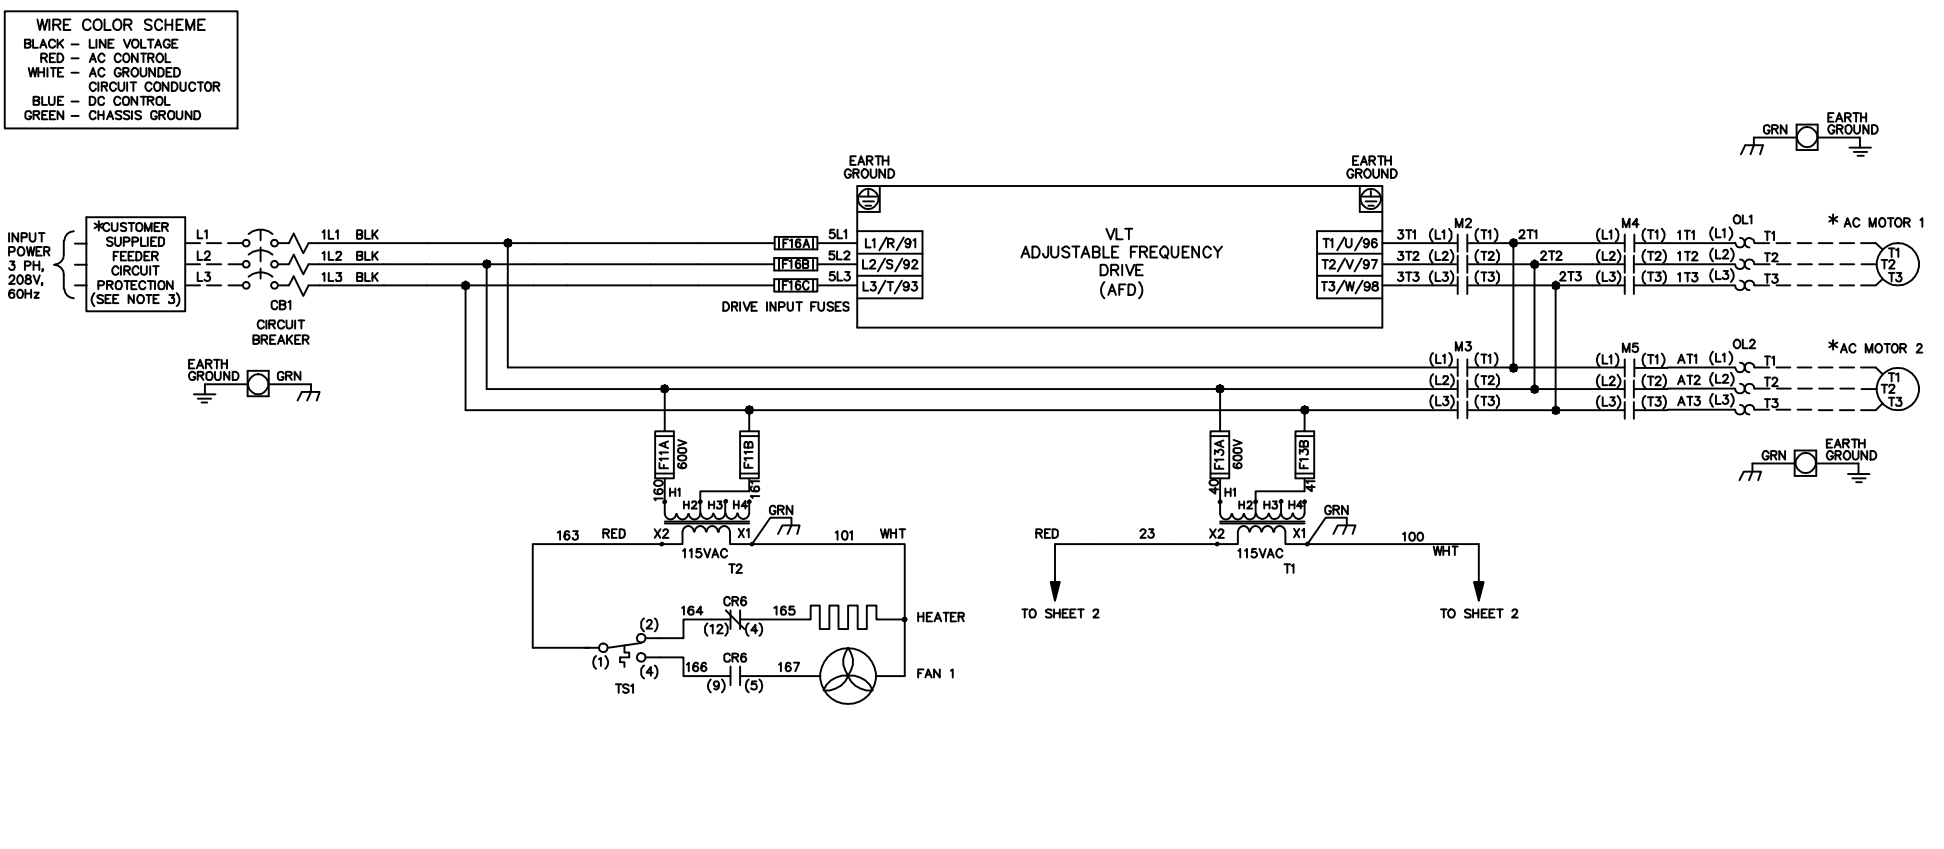 WIRE COLOR SCHEME
BLACK – LINE VOLTAGE
RED – AC CONTROL
WHITE – AC GROUNDED
CIRCUIT CONDUCTOR
BLUE – DC CONTROL
GREEN – CHASSIS GROUND
GRN
EARTH
GROUND
EARTH
GROUND
EARTH
GROUND
INPUT
POWER
3 PH,
208V,
60Hz
*CUSTOMER
SUPPLIED
FEEDER
CIRCUIT
PROTECTION
(SEE NOTE 3)
L1
L2
L3
CB1
CIRCUIT
BREAKER
1L1 BLK
1L2 BLK
1L3 BLK
F16A
F16B
F16C
5L1
5L2
5L3
DRIVE INPUT FUSES
L1/R/91
L2/S/92
L3/T/93
VLT
ADJUSTABLE FREQUENCY
DRIVE
(AFD)
T1/U/96
T2/V/97
T3/W/98
M2
3T1 (L1) (T1) 2T1
3T2 (L2) (T2) 2T2
3T3 (L3) (T3) 2T3
M4
OL1
(L1) (T1) 1T1 (L1) T1
(L2) (T2) 1T2 (L2) T2
(L3) (T3) 1T3 (L3) T3
* AC MOTOR 1
T1
T2
T3
EARTH
GROUND
GRN
M3
(L1) (T1)
(L2) (T2)
(L3) (T3)
M5
OL2
(L1) (T1) AT1 (L1) T1
(L2) (T2) AT2 (L2) T2
(L3) (T3) AT3 (L3) T3
*AC MOTOR 2
T1
T2
T3
GRN
EARTH
GROUND
F11A
600V
F11B
160
161
H1
H2 H3 H4
GRN
163 RED X2 X1 101 WHT
115VAC
T2
F13A
600V
F13B
40
41
H1
H2 H3 H4
GRN
RED 23 X2 X1 100
WHT
115VAC
T1
TO SHEET 2
TO SHEET 2
CR6
164 165
(12) (4)
HEATER
(2)
(1)
(4)
TS1
CR6
166 167
(9) (5)
FAN 1